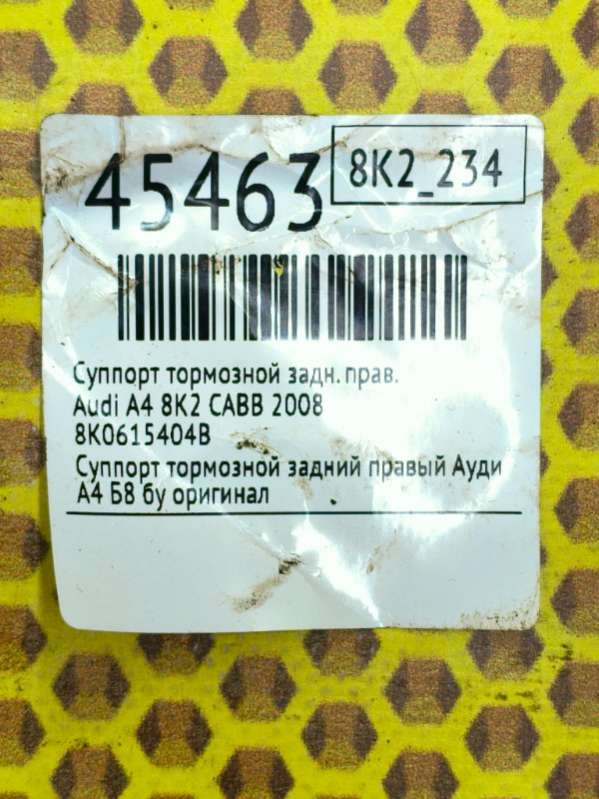 45463
8K2_234
Суппорт тормозной задн. прав.
Audi A4 8K2 CABB 2008
8K0615404B
Суппорт тормозной задний правый Ауди
А4 Б8 бу оригинал